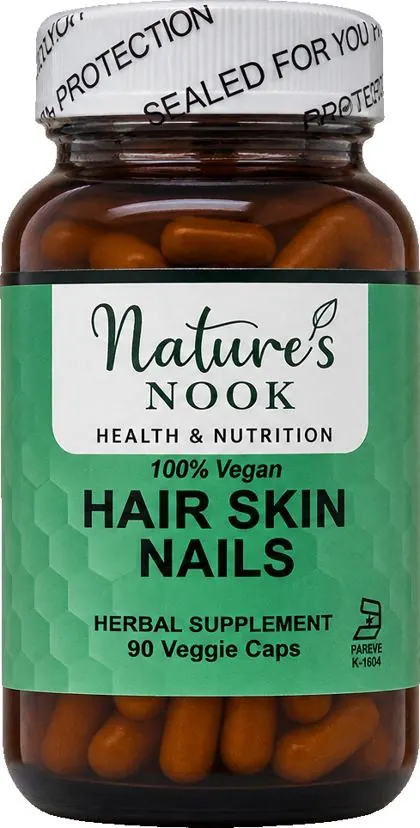 PROTECTION
SEALED FOR YOUR
PROTECTION
Nature's
NOOK
HEALTH & NUTRITION
100% Vegan
HAIR SKIN
NAILS
HERBAL SUPPLEMENT
90 Veggie Caps
PAREVE
K-1604